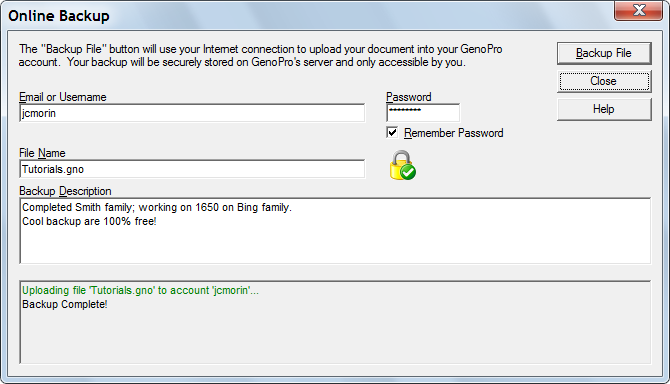 Online Backup
The "Backup File" button will use your Internet connection to upload your document into your GenoPro
account.  Your backup will be securely stored on GenoPro's server and only accessible by you.
Backup File
Close
Help
Email or Username
Password
jcmorin
********
Remember Password
File Name
Tutorials.gno
Backup Description
Completed Smith family; working on 1650 on Bing family.
Cool backup are 100% free!
Uploading file 'Tutorials.gno' to account 'jcmorin'...
Backup Complete!